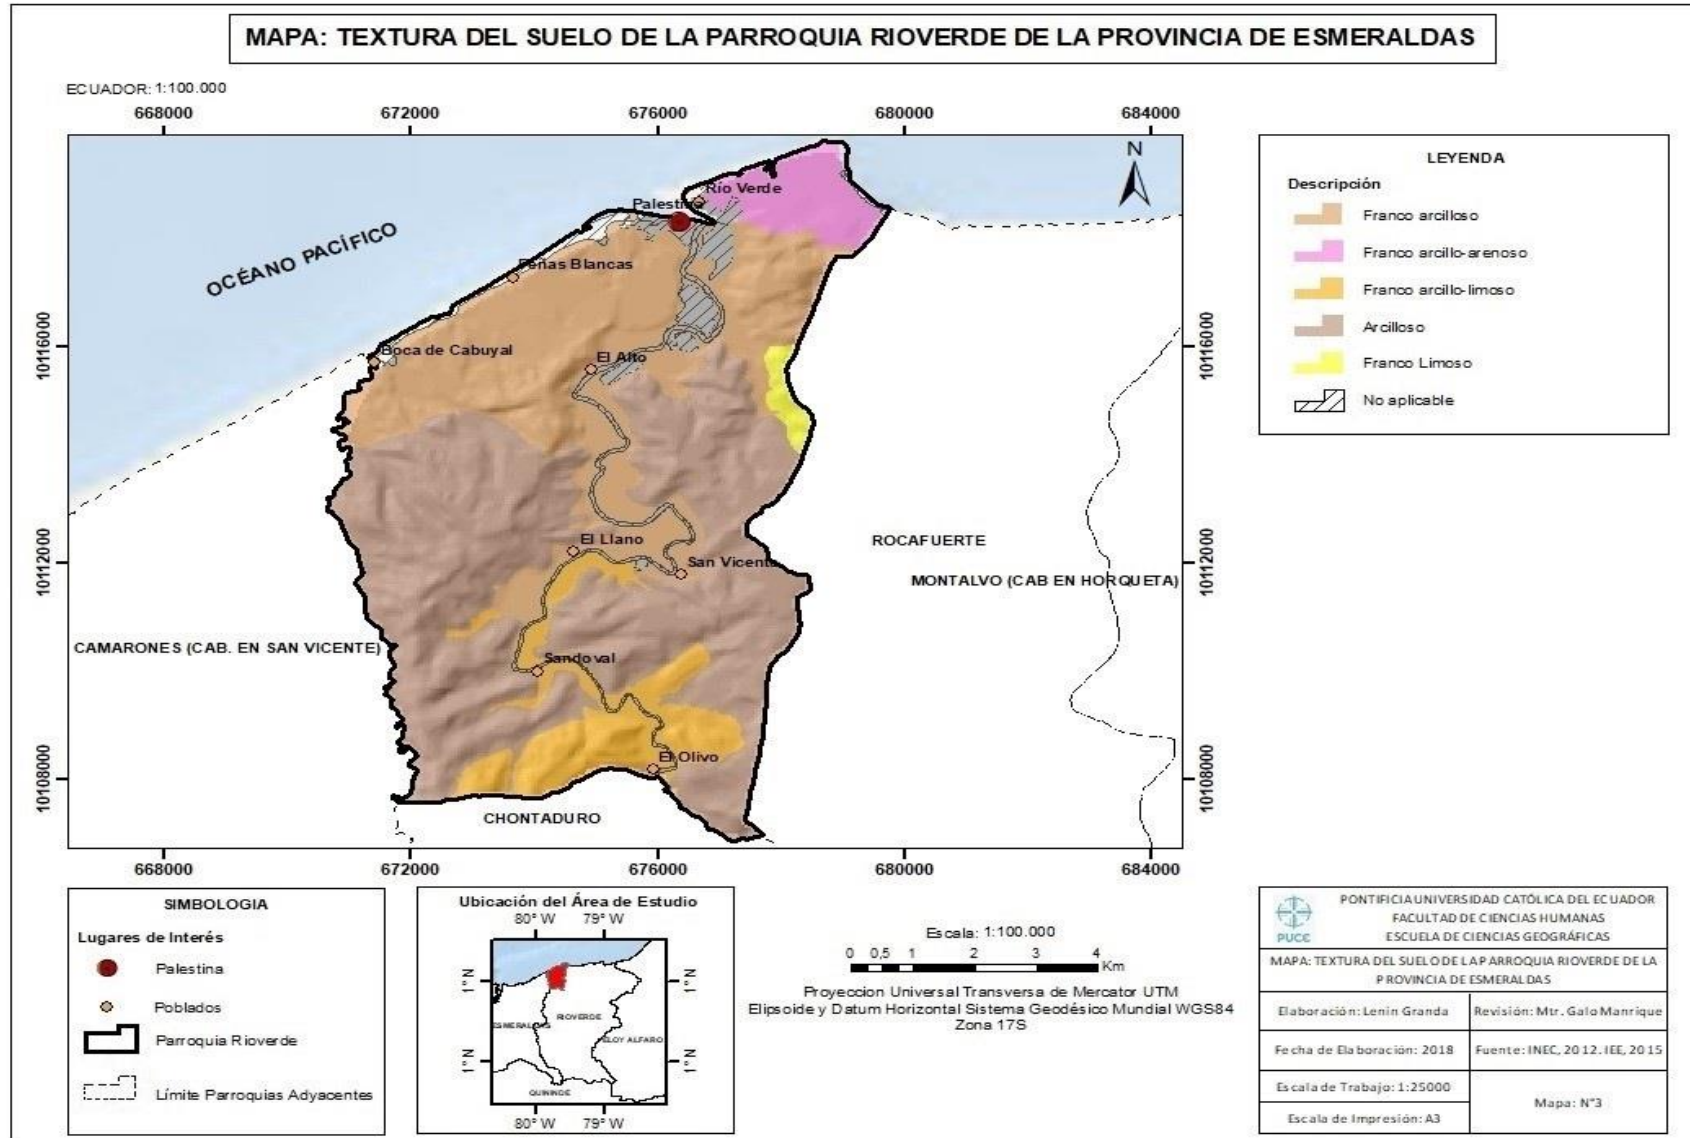 MAPA: TEXTURA DEL SUELO DE LA PARROQUIA RIOVERDE DE LA PROVINCIA DE ESMERALDAS
ECUADOR: 1:100.000
668000 672000 676000 680000 684000
N
Río Verde
Palestina
OCÉANO PACÍFICO
Peñas Blancas
10116000
10116000
Boca de Cabuyal
El Alto
ROCAFUERTE
El Llano
San Vicente
10112000
10112000
MONTALVO (CAB EN HORQUETA)
CAMARONES (CAB. EN SAN VICENTE)
Sandoval
El Olivo
10108000
10108000
CHONTADURO
668000 672000 676000 680000 684000
LEYENDA
Descripción
Franco arcilloso
Franco arcillo-arenoso
Franco arcillo-limoso
Arcilloso
Franco Limoso
No aplicable
SIMBOLOGIA
Lugares de Interés
Palestina
Poblados
Parroquia Rioverde
Límite Parroquias Adyacentes
Ubicación del Área de Estudio
80° W 79° W
1° N 1° N
RIOVERDE
ESMERALDAS
ELOY ALFARO
1° N 1° N
QUININDE
80° W 79° W
Escala: 1:100.000
0 0,5 1 2 3 4
Km
Proyeccion Universal Transversa de Mercator UTM
Elipsoide y Datum Horizontal Sistema Geodésico Mundial WGS84
Zona 17S
PUCE
PONTIFICIA UNIVERSIDAD CATÓLICA DEL ECUADOR
FACULTAD DE CIENCIAS HUMANAS
ESCUELA DE CIENCIAS GEOGRÁFICAS
MAPA: TEXTURA DEL SUELO DE LA PARROQUIA RIOVERDE DE LA
PROVINCIA DE ESMERALDAS
Elaboración: Lenin Granda
Revisión: Mtr. Galo Manrique
Fecha de Elaboración: 2018
Fuente: INEC, 2012. IEE, 2015
Escala de Trabajo: 1:25000
Escala de Impresión: A3
Mapa: N°3